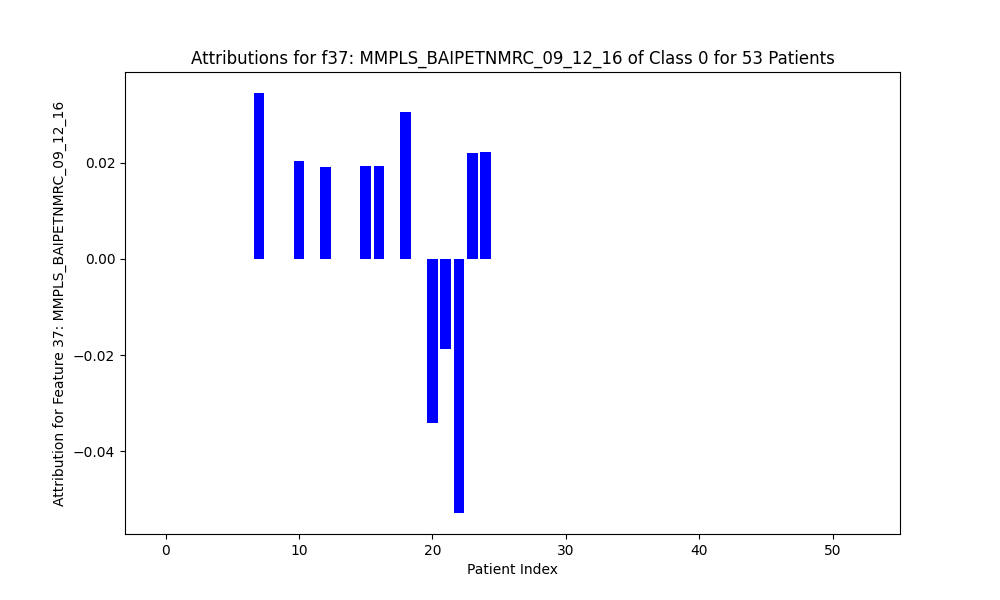 Attributions for f37: MMPLS_BAIPETNMRC_09_12_16 of Class 0 for 53 Patients
Attribution for Feature 37: MMPLS_BAIPETNMRC_09_12_16
0.02
0.00
−0.02
−0.04
0 10 20 30 40 50
Patient Index